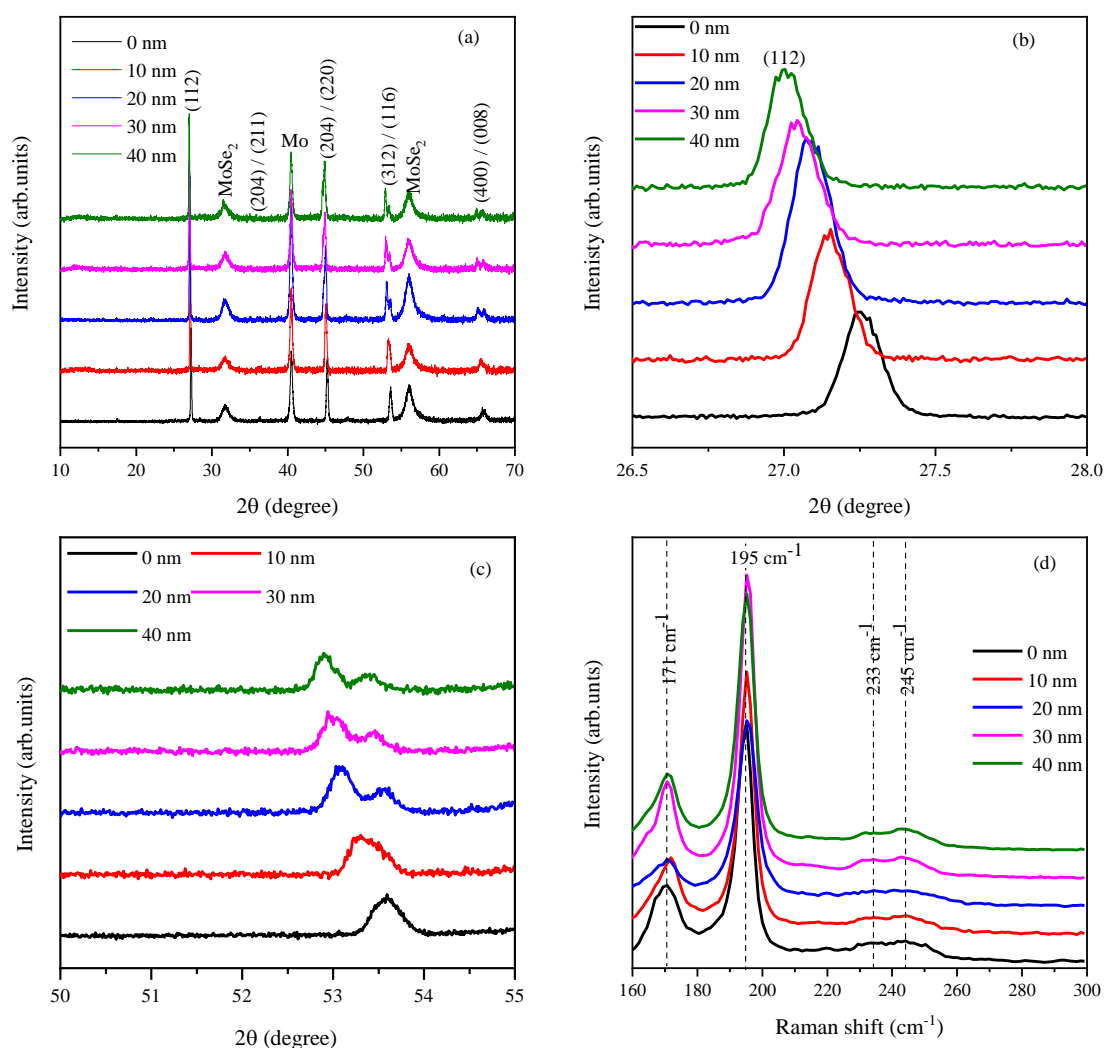 (a)
0 nm
10 nm
20 nm
30 nm
40 nm
(112)
MoSe2
(204) / (211)
Mo
(204) / (220)
(312) / (116)
MoSe2
(400) / (008)
Intensity (arb.units)
10 20 30 40 50 60 70
2θ (degree)
(b)
0 nm
10 nm
20 nm
30 nm
40 nm
(112)
Intenisty (arb.units)
26.5 27.0 27.5 28.0
2θ (degree)
(c)
0 nm 10 nm
20 nm 30 nm
40 nm
Intensity (arb.units)
50 51 52 53 54 55
2θ (degree)
(d)
195 cm-1
171 cm-1
233 cm-1
245 cm-1
0 nm
10 nm
20 nm
30 nm
40 nm
Intensity (arb.units)
160 180 200 220 240 260 280 300
Raman shift (cm-1)